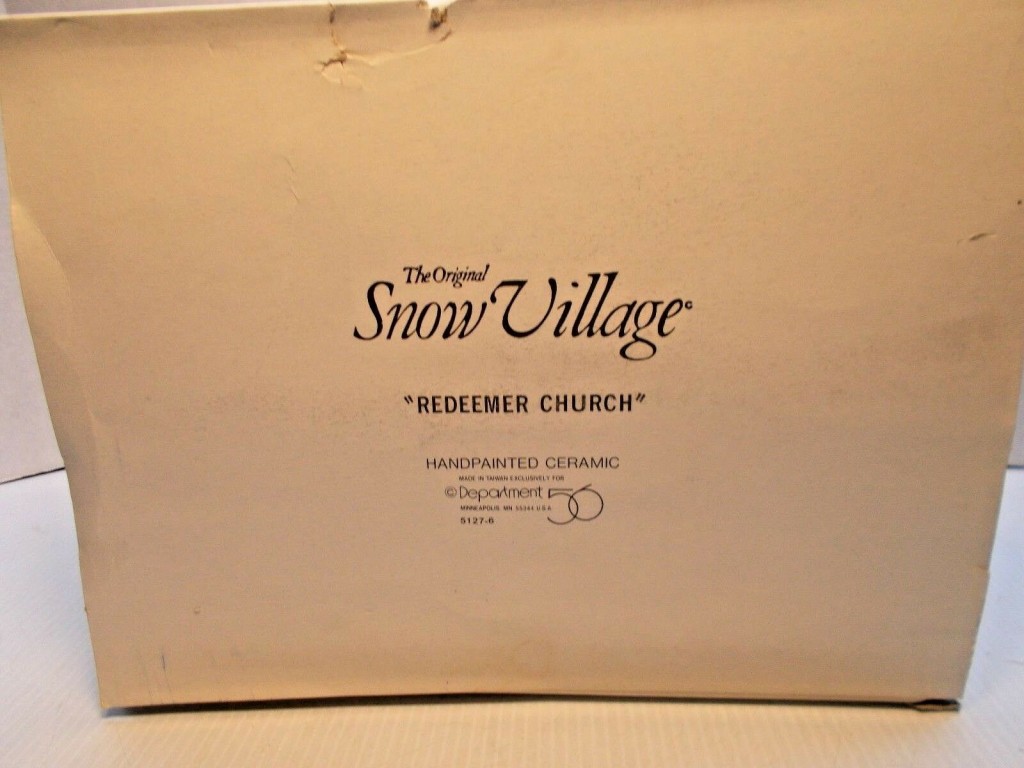 The Original
Snow Village©
"REDEEMER CHURCH"
HANDPAINTED CERAMIC
MADE IN TAIWAN EXCLUSIVELY FOR
© Department 56
MINNEAPOLIS, MN 55344 U.S.A.
5127-6